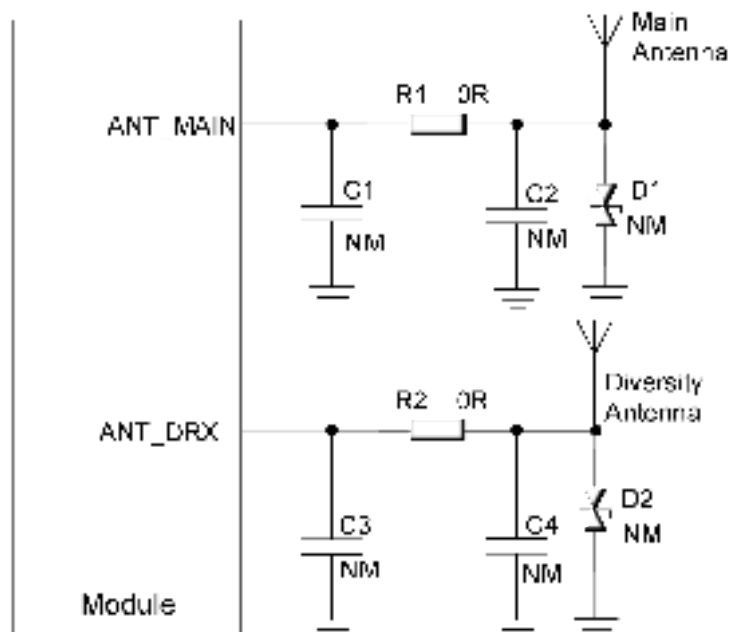 Main
Antenna
R1 0R
ANT_MAIN
C1
NM
C2
NM
D1
NM
Diversity
Antenna
R2 0R
ANT_DRX
C3
NM
C4
NM
D2
NM
Module